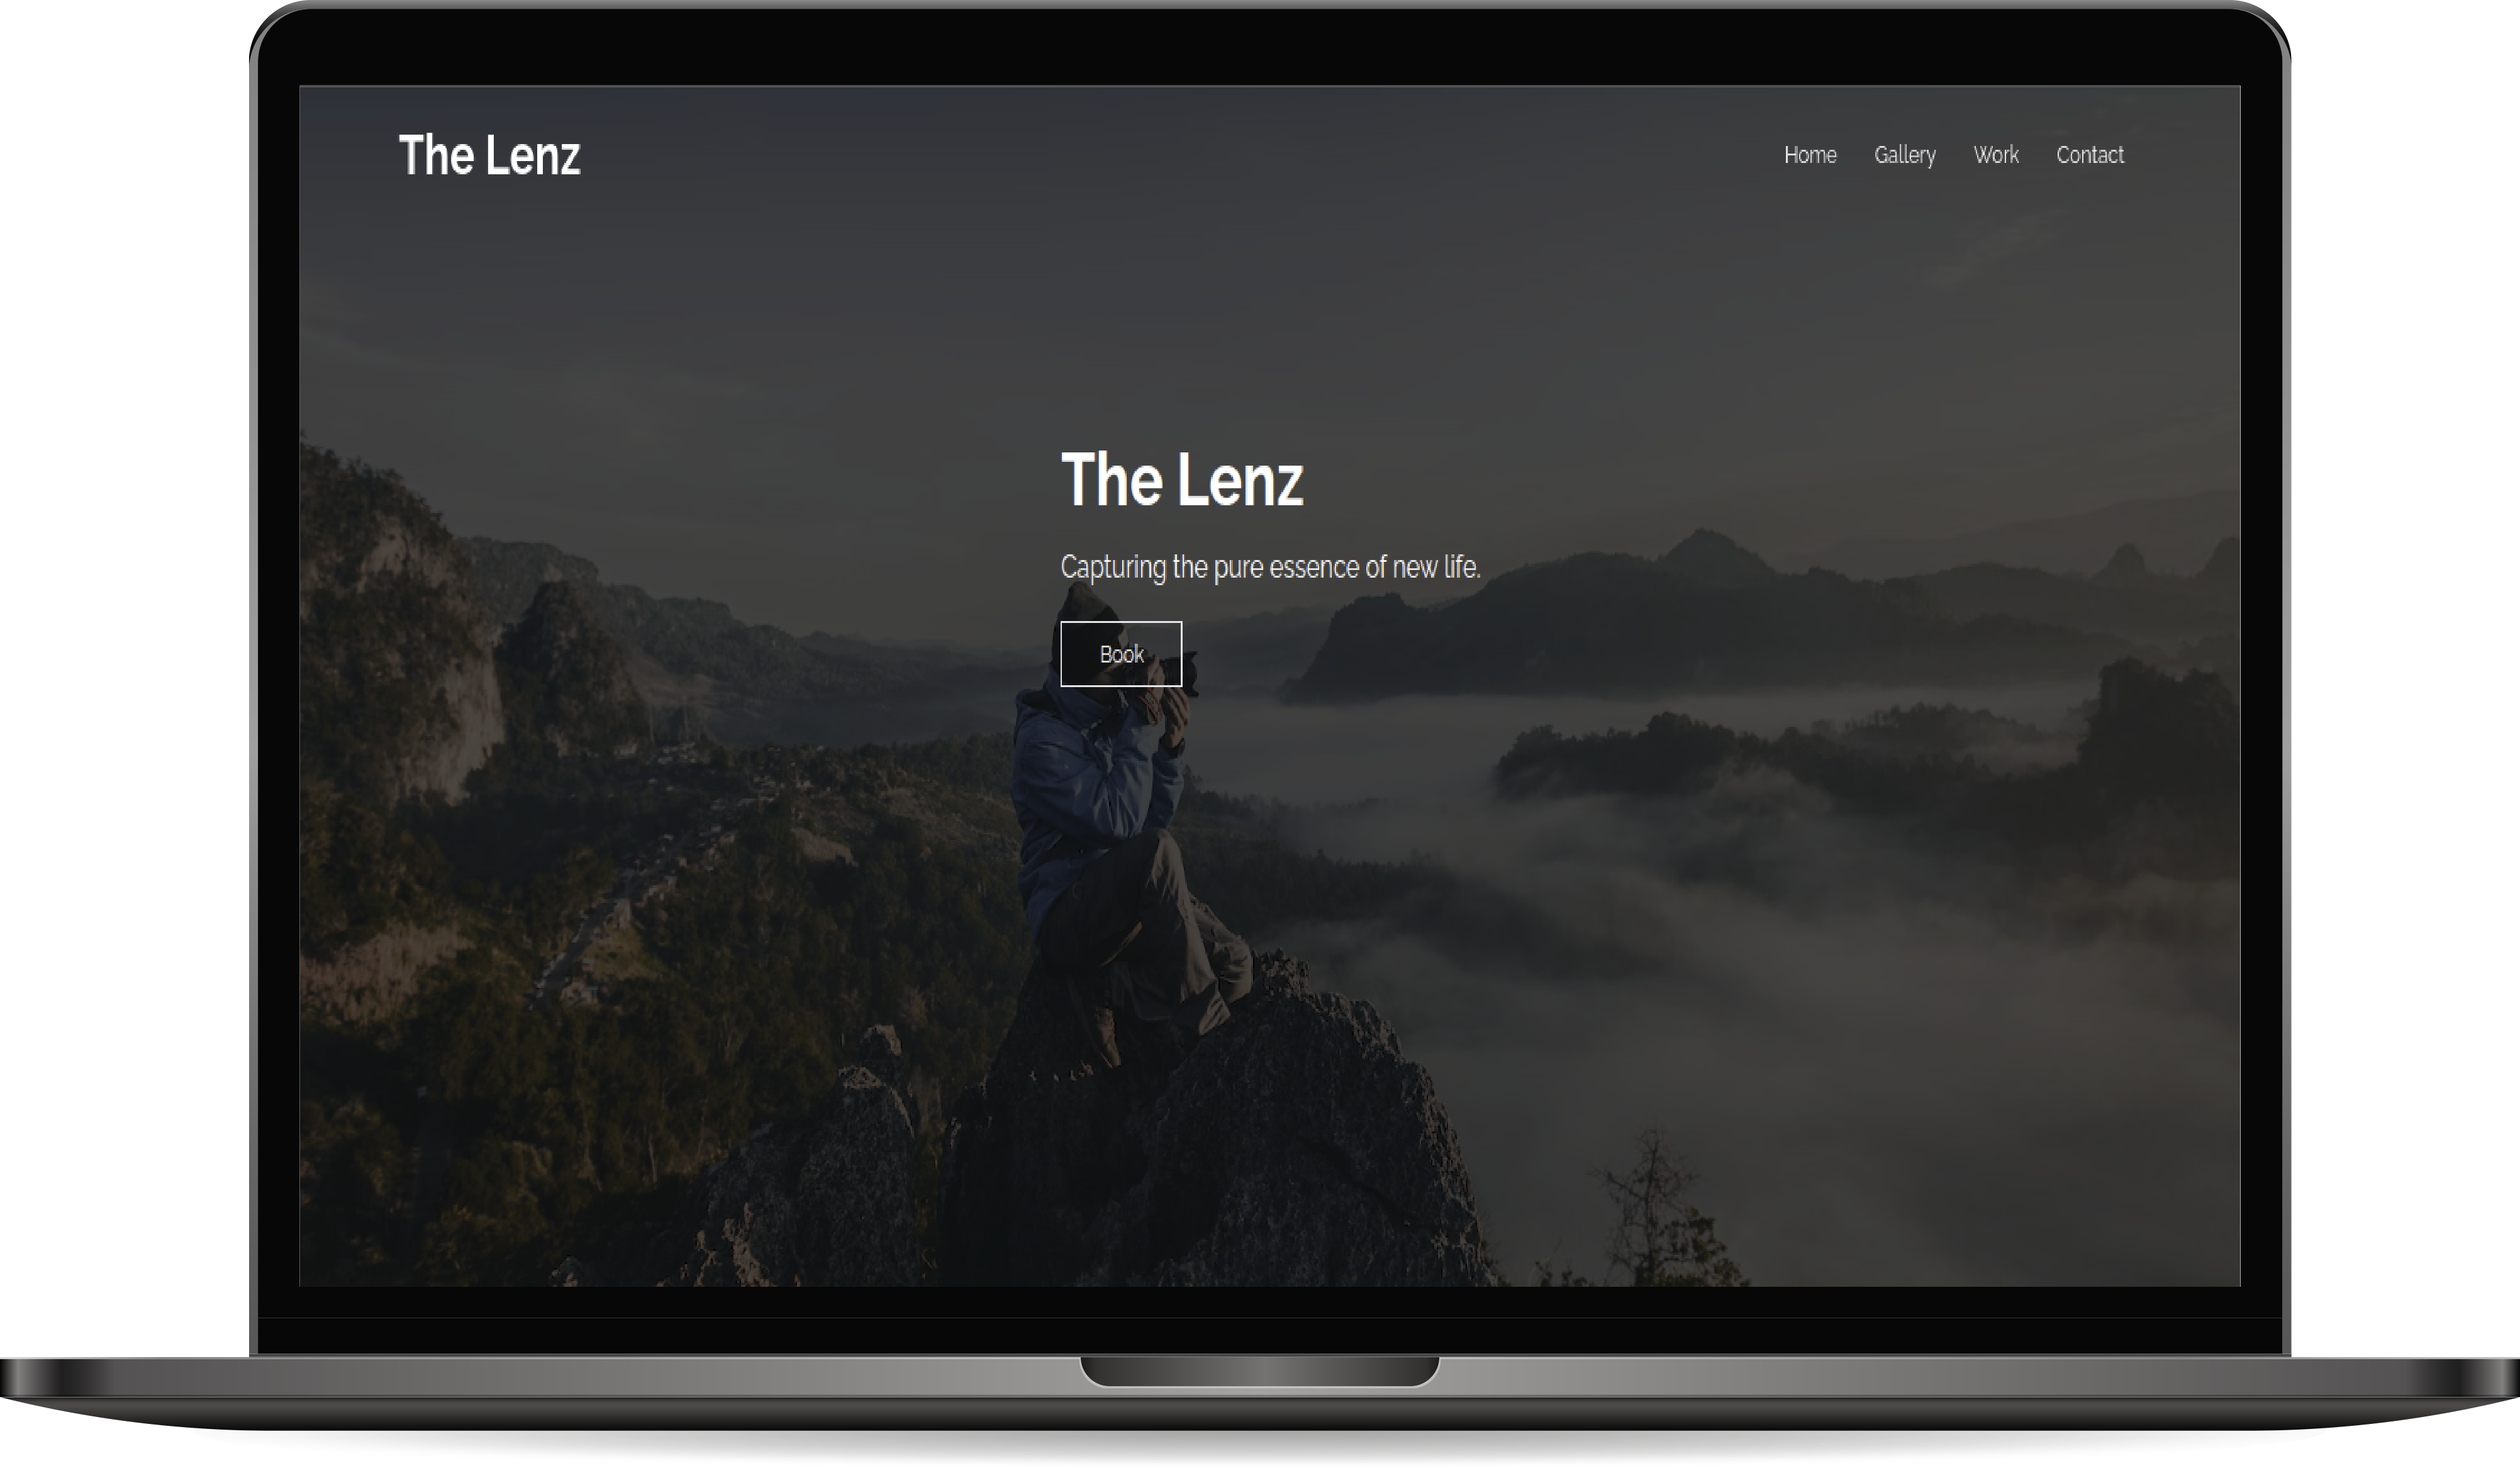 The Lenz
Home Gallery Work Contact
The Lenz
Capturing the pure essence of new life.
Book